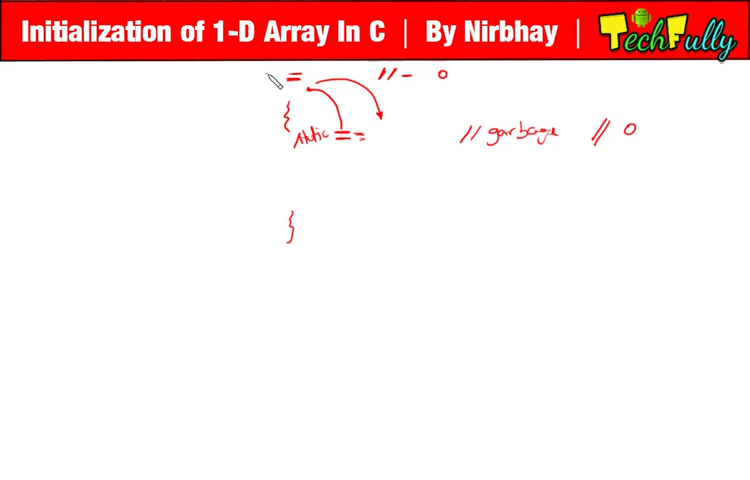 Initialization of 1-D Array In C | By Nirbhay | TechFully
= // - 0
{
static = = // garbage // 0
}